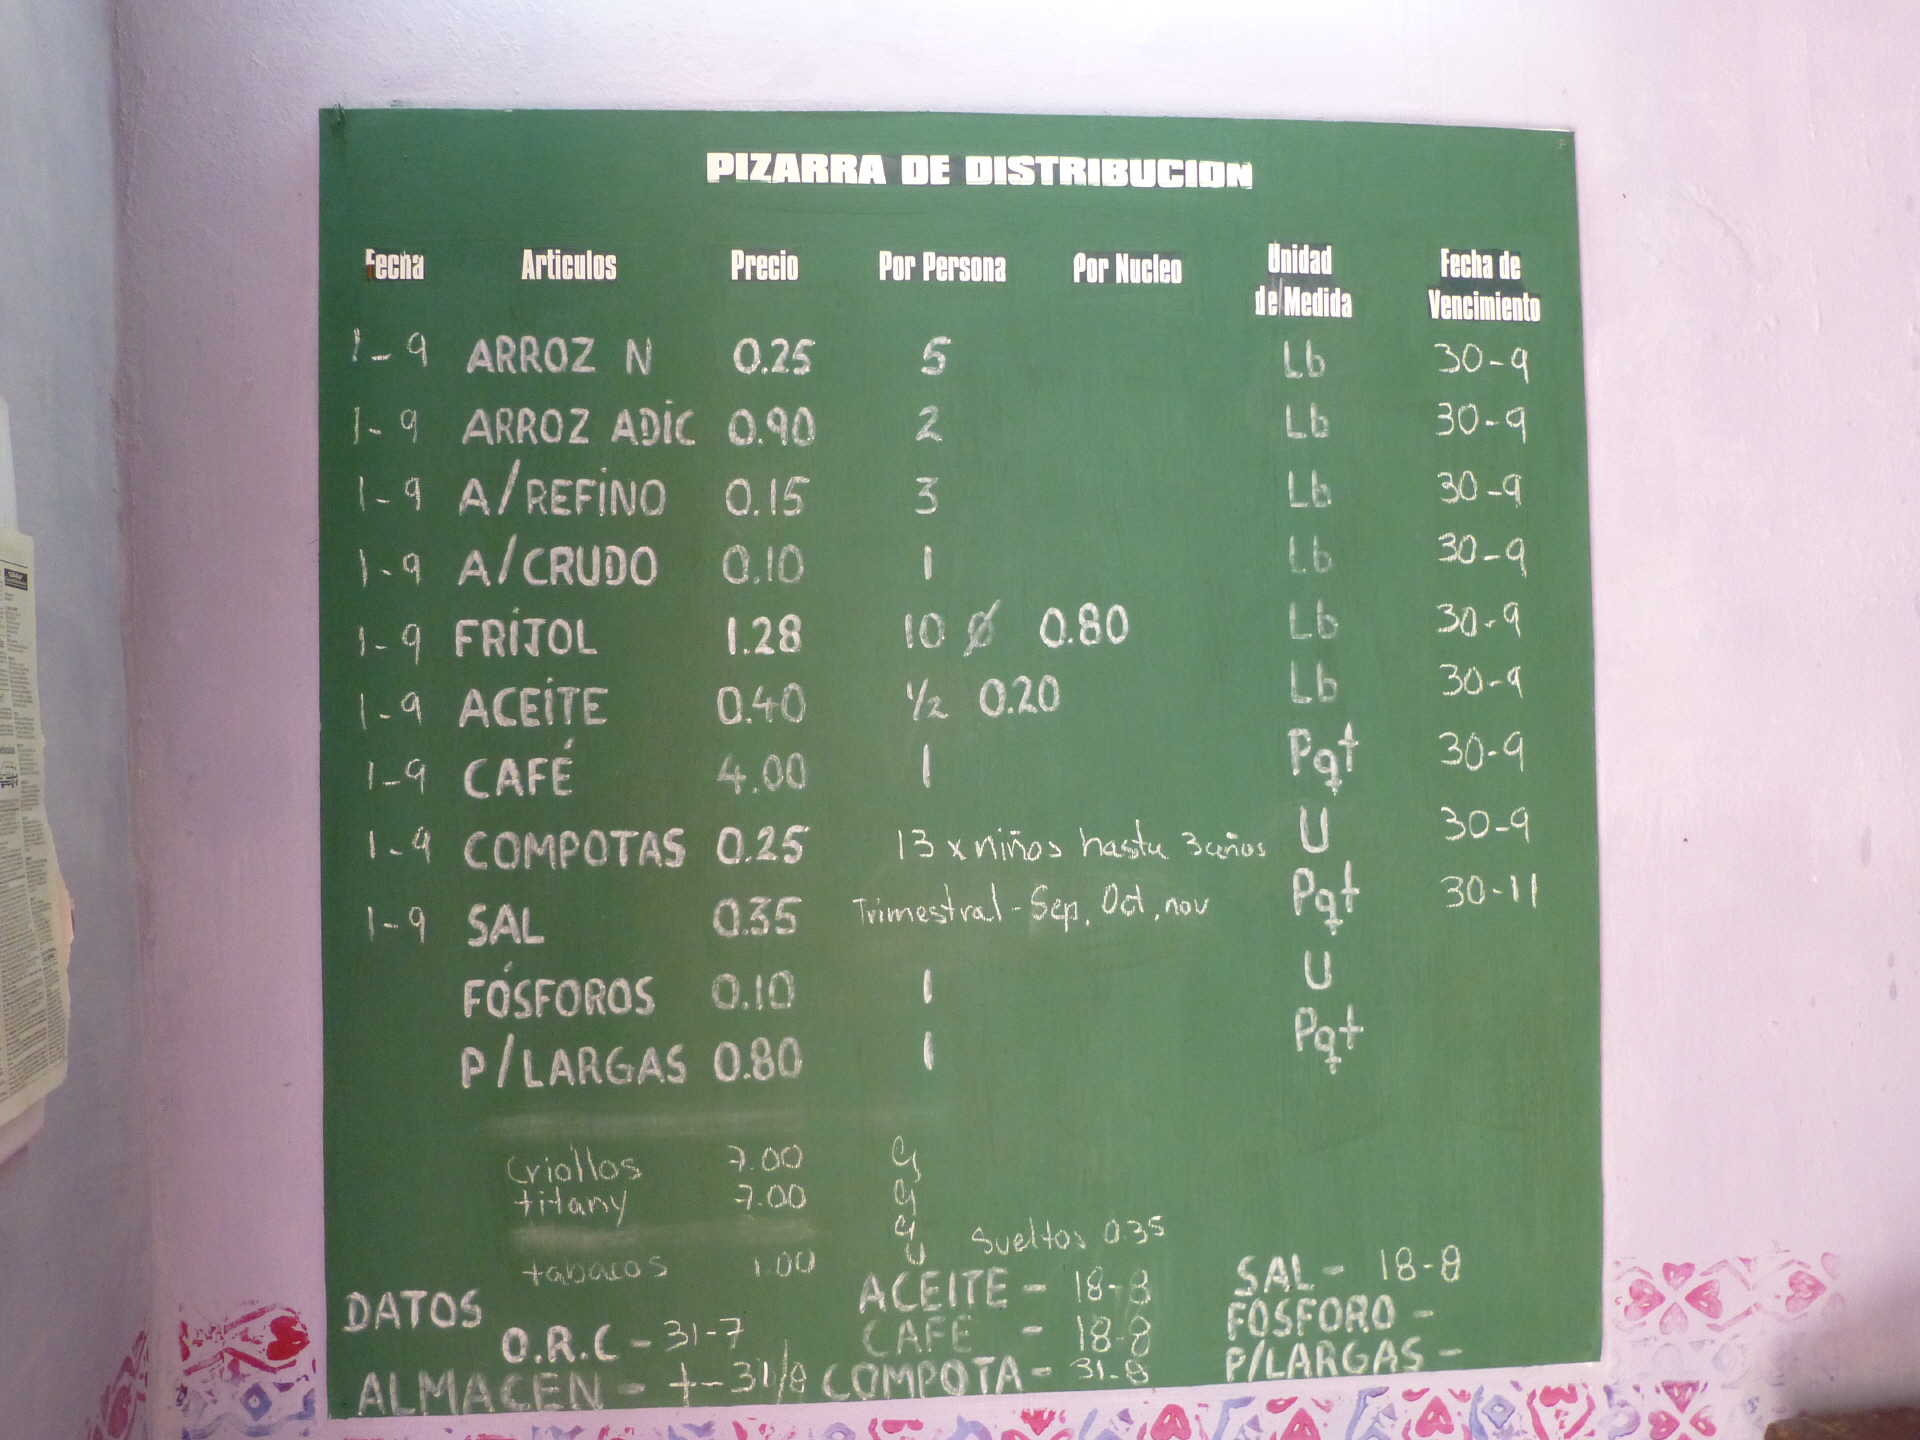 PIZARRA DE DISTRIBUCION
Fecha Articulos Precio Por Persona Por Nucleo Unidad de Medida Fecha de Vencimiento
1-9 ARROZ N 0.25 5 Lb 30-9
1-9 ARROZ ADIC 0.90 2 Lb 30-9
1-9 A/REFINO 0.15 3 Lb 30-9
1-9 A/CRUDO 0.10 1 Lb 30-9
1-9 FRIJOL 1.28 10 Ø 0.80 Lb 30-9
1-9 ACEITE 0.40 1/2 0.20 Lb 30-9
1-9 CAFÉ 4.00 1 Pqt 30-9
1-9 COMPOTAS 0.25 13 x niños hasta 3 años U 30-9
1-9 SAL 0.35 Trimestral - Sep, Oct, nov Pqt 30-11
FÓSFOROS 0.10 1 U
P/LARGAS 0.80 1 Pqt
Criollos 7.00 G
titany 7.00 G
G
Sueltos 0.35
tabacos 1.00 U
DATOS ACEITE - 18-8 SAL - 18-8
O.R.C - 31-7 CAFE - 18-8 FOSFORO -
ALMACEN - + - 31/8 COMPOTA - 31-8 P/LARGAS -